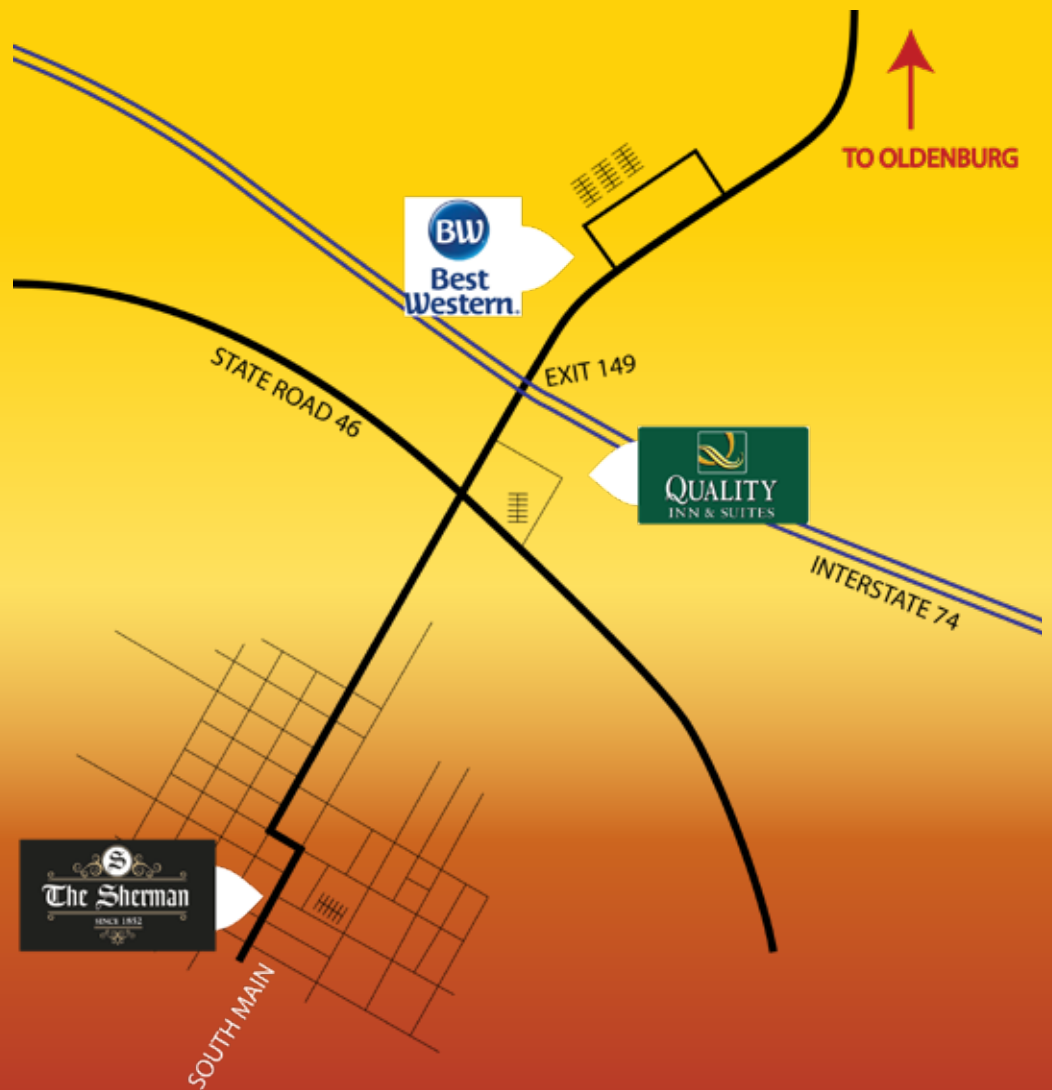 TO OLDENBURG
BW
Best
Western.
EXIT 149
STATE ROAD 46
QUALITY
INN & SUITES
INTERSTATE 74
S
The Sherman
SINCE 1852
SOUTH MAIN